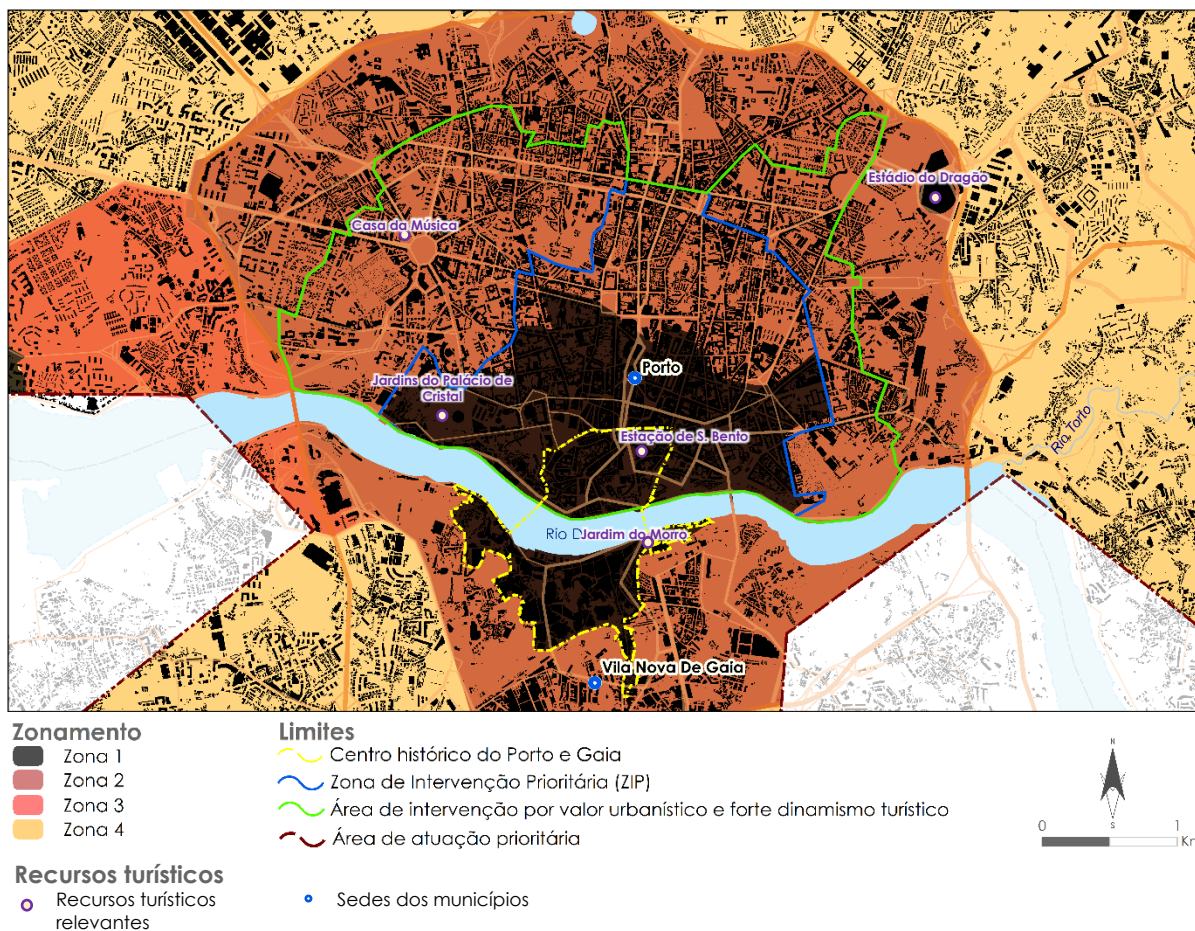 Estádio do Dragão
Casa da Música
Porto
Jardins do Palácio de
Cristal
Estação de S. Bento
Rio Torto
Rio D
Jardim do Morro
Vila Nova De Gaia
Zonamento
Zona 1
Zona 2
Zona 3
Zona 4
Limites
Centro histórico do Porto e Gaia
Zona de Intervenção Prioritária (ZIP)
Área de intervenção por valor urbanístico e forte dinamismo turístico
Área de atuação prioritária
N
S
0 1
Km
Recursos turísticos
Recursos turísticos
relevantes
Sedes dos municípios